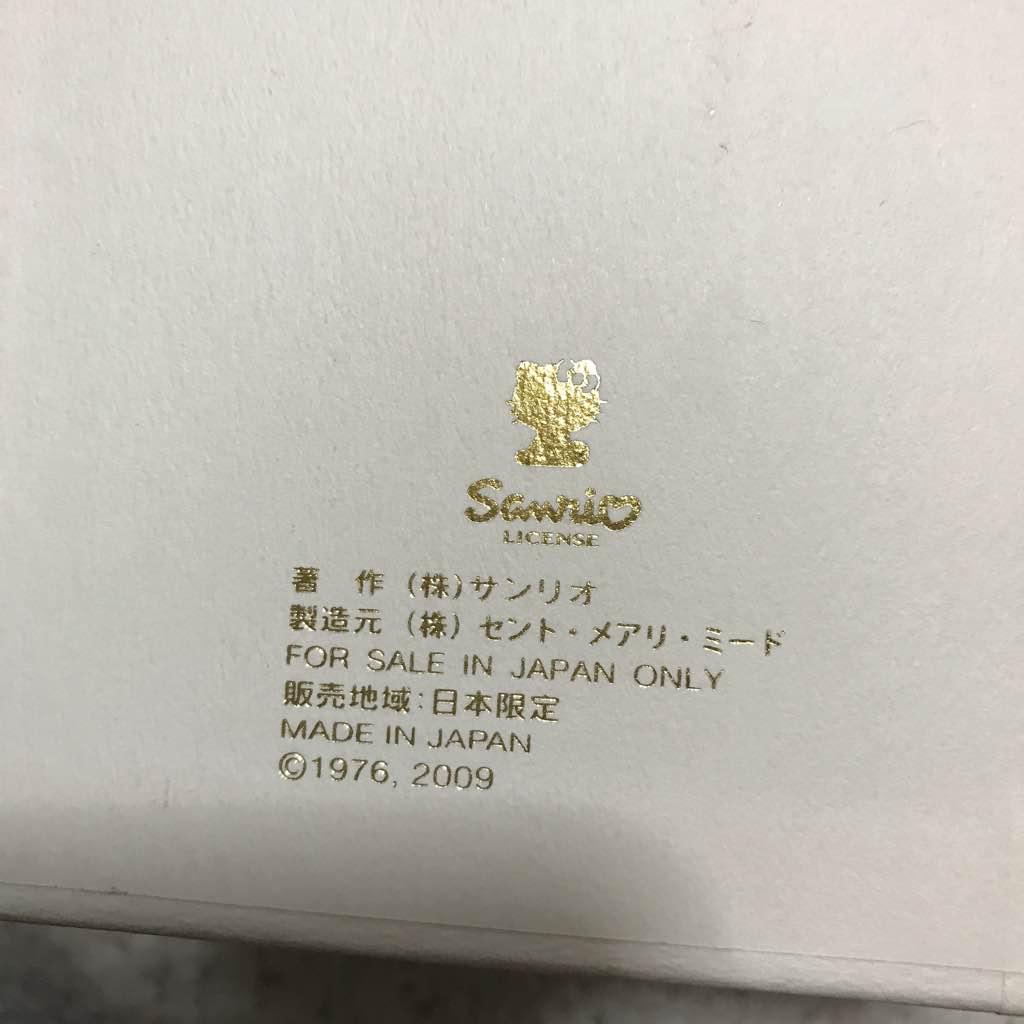 Sanrio
LICENSE
著　作 (株)サンリオ
製造元 (株) セント・メアリ・ミード
FOR SALE IN JAPAN ONLY
販売地域:日本限定
MADE IN JAPAN
©1976, 2009